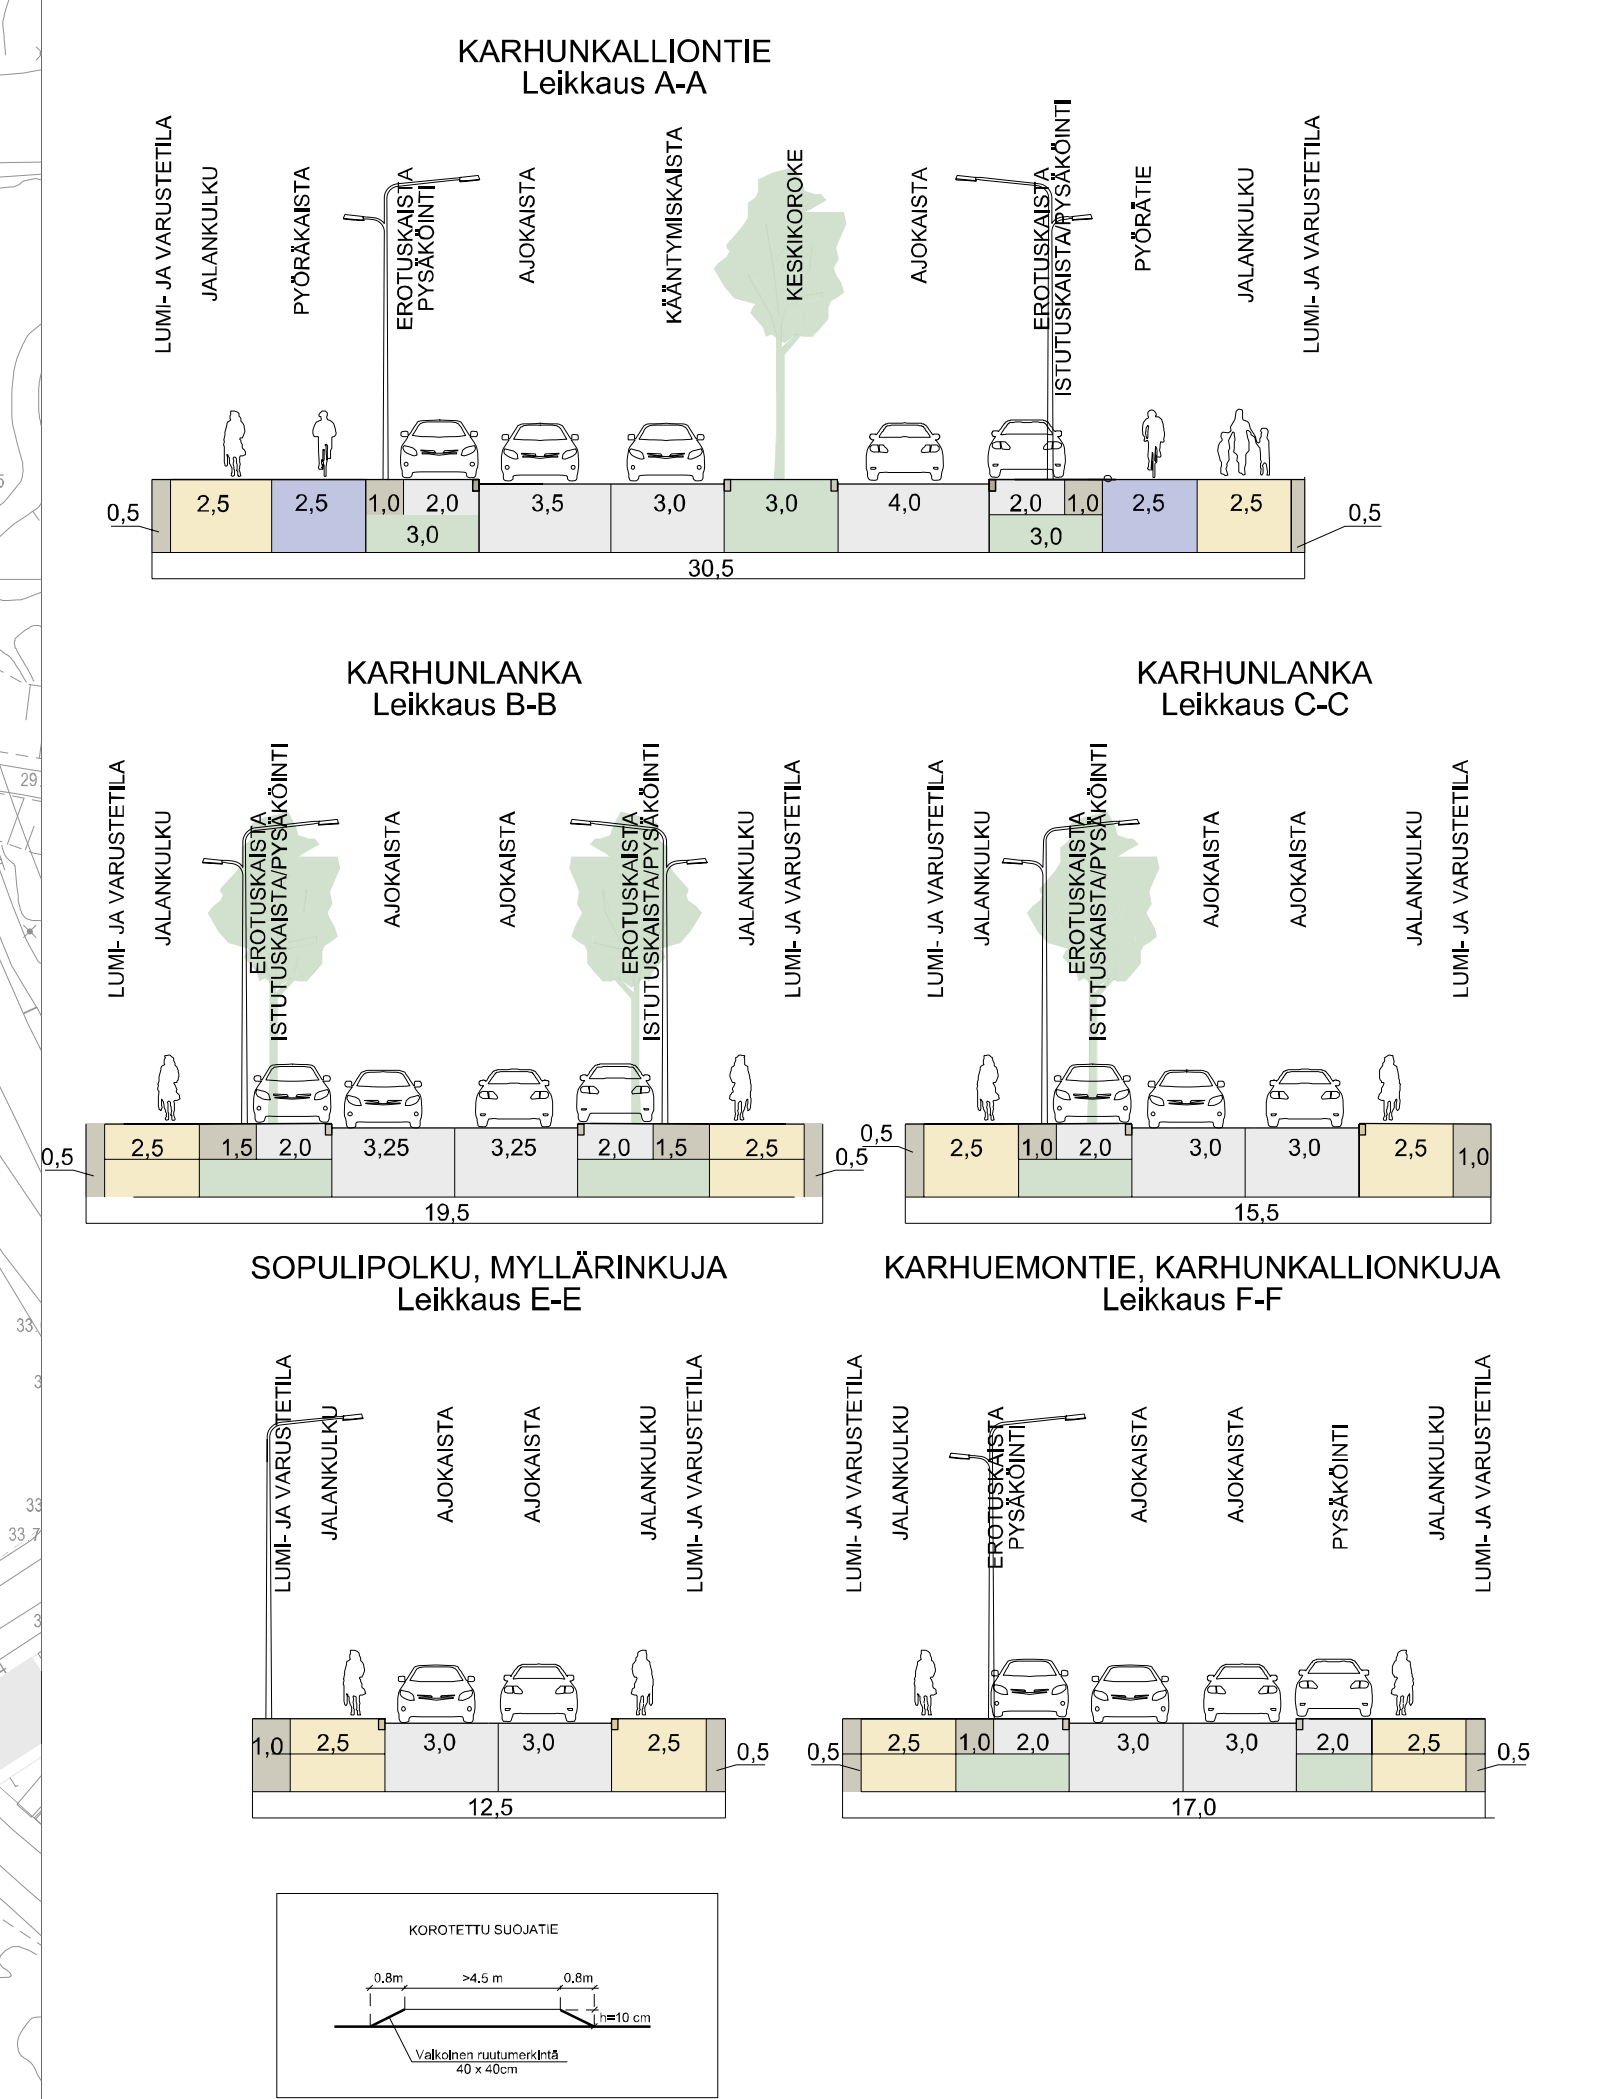 KARHUNKALLIONTIE
Leikkaus A-A
LUMI- JA VARUSTETILA
JALANKULKU
PYÖRÄKAISTA
EROTUSKAISTA
PYSÄKÖINTI
AJOKAISTA
KÄÄNTYMISKAISTA
KESKIKOROKE
AJOKAISTA
EROTUSKAISTA
ISTUTUSKAISTA/PYSÄKÖINTI
PYÖRÄTIE
JALANKULKU
LUMI- JA VARUSTETILA
0,5
2,5
2,5
1,0
2,0
3,0
3,5
3,0
3,0
4,0
2,0
1,0
3,0
2,5
2,5
0,5
30,5
KARHUNLANKA
Leikkaus B-B
LUMI- JA VARUSTETILA
JALANKULKU
EROTUSKAISTA
ISTUTUSKAISTA/PYSÄKÖINTI
AJOKAISTA
AJOKAISTA
EROTUSKAISTA
ISTUTUSKAISTA/PYSÄKÖINTI
JALANKULKU
LUMI- JA VARUSTETILA
0,5
2,5
1,5
2,0
3,25
3,25
2,0
1,5
2,5
0,5
19,5
KARHUNLANKA
Leikkaus C-C
LUMI- JA VARUSTETILA
JALANKULKU
EROTUSKAISTA
ISTUTUSKAISTA/PYSÄKÖINTI
AJOKAISTA
AJOKAISTA
JALANKULKU
LUMI- JA VARUSTETILA
0,5
2,5
1,0
2,0
3,0
3,0
2,5
1,0
15,5
SOPULIPOLKU, MYLLÄRINKUJA
Leikkaus E-E
LUMI- JA VARUSTETILA
JALANKULKU
AJOKAISTA
AJOKAISTA
JALANKULKU
LUMI- JA VARUSTETILA
1,0
2,5
3,0
3,0
2,5
0,5
12,5
KARHUEMONTIE, KARHUNKALLIONKUJA
Leikkaus F-F
LUMI- JA VARUSTETILA
JALANKULKU
EROTUSKAISTA
PYSÄKÖINTI
AJOKAISTA
AJOKAISTA
PYSÄKÖINTI
JALANKULKU
LUMI- JA VARUSTETILA
0,5
2,5
1,0
2,0
3,0
3,0
2,0
2,5
0,5
17,0
KOROTETTU SUOJATIE
0.8m
>4.5 m
0.8m
h=10 cm
Valkoinen ruutumerkintä
40 x 40cm
29
33
33